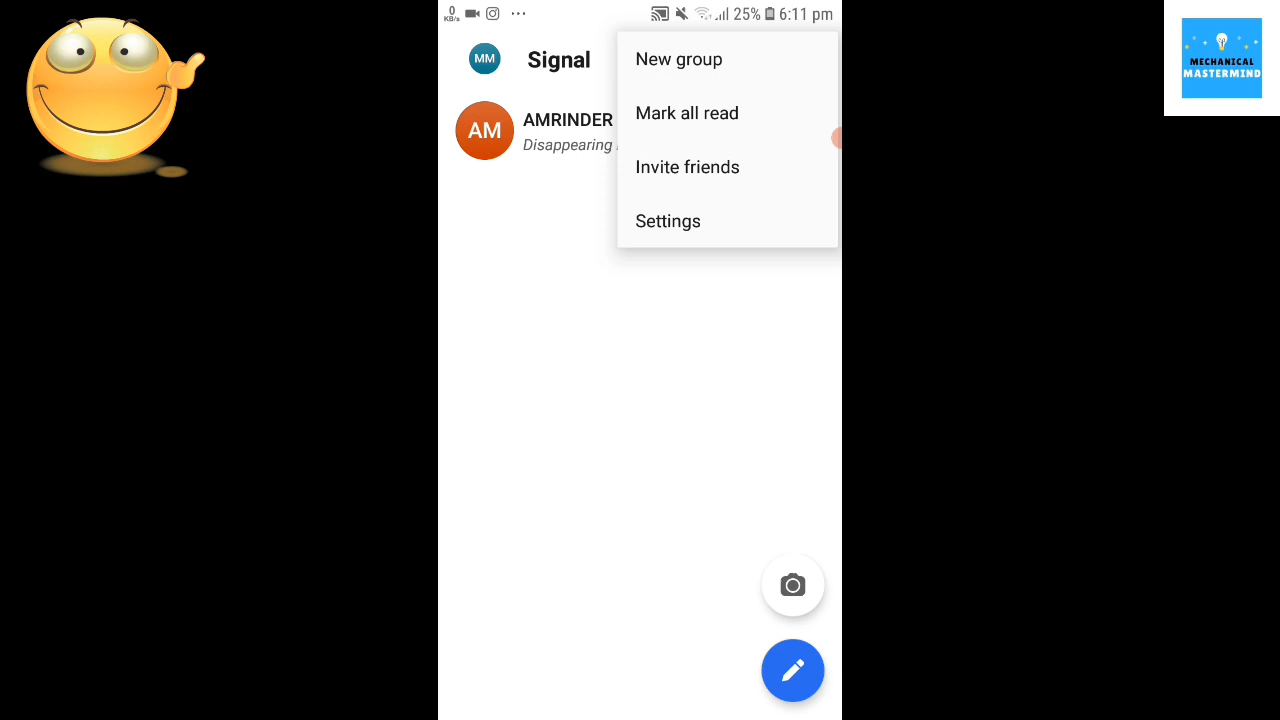 0
KB/s
25%
6:11 pm
MM
Signal
New group
AM
AMRINDER
Mark all read
Disappearing
Invite friends
Settings
MECHANICAL
MASTERMIND